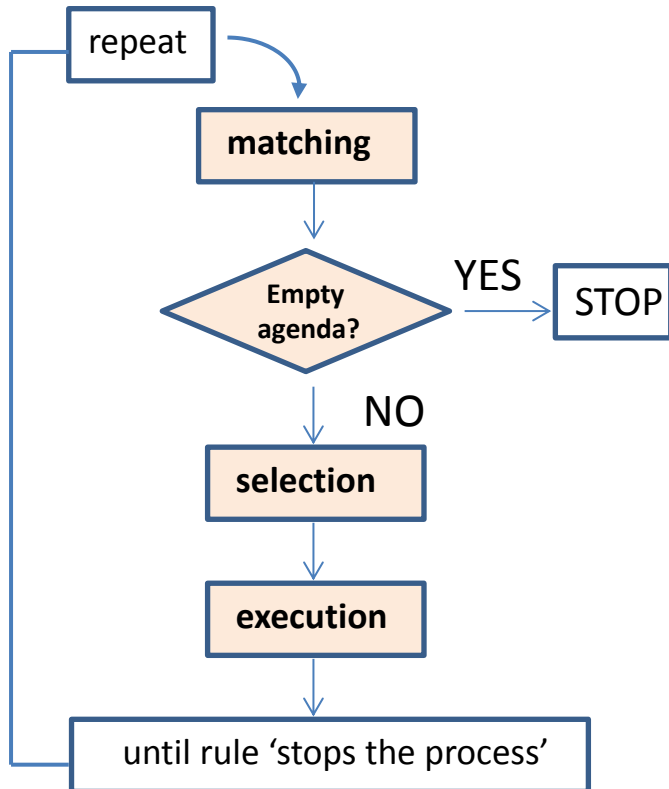 repeat
matching
Empty
agenda?
YES
STOP
NO
selection
execution
until rule ‘stops the process’